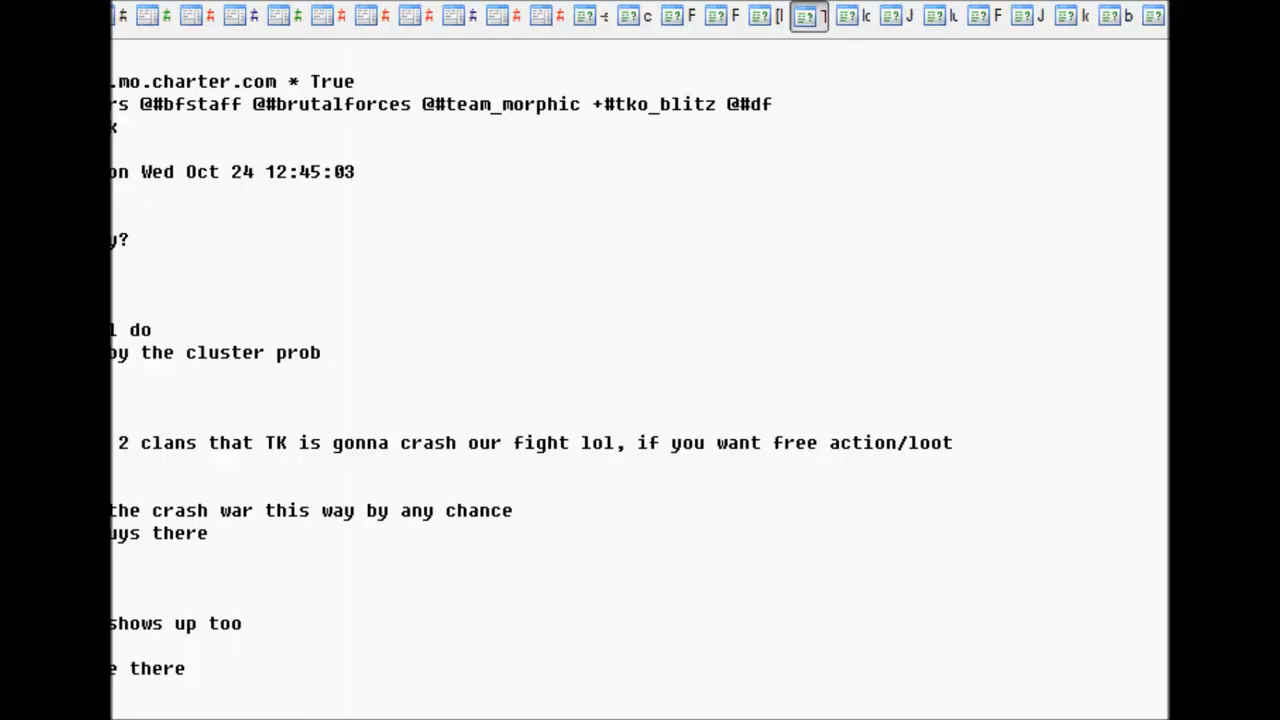 .mo.charter.com * True
rs @#bfstaff @#brutalforces @#team_morphic +#tko_blitz @#df
k
on Wed Oct 24 12:45:03
y?
l do
by the cluster prob
2 clans that TK is gonna crash our fight lol, if you want free action/loot
the crash war this way by any chance
uys there
shows up too
e there